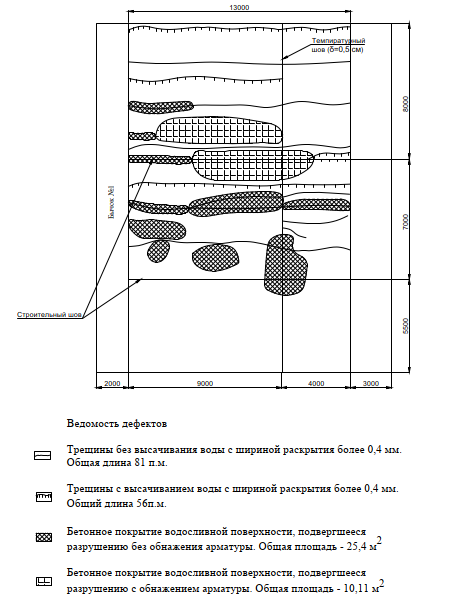 13000
Темпиратурный
шов (δ=0,5 см)
8000
Бычок №1
7000
Строительный шов
5500
2000
9000
4000
3000
Ведомость дефектов
Трещины без высачивания воды с шириной раскрытия более 0,4 мм.
Общая длина 81 п.м.
Трещины с высачиванием воды с шириной раскрытия более 0,4 мм.
Общий длина 56п.м.
Бетонное покрытие водосливной поверхности, подвергшееся
разрушению без обнажения арматуры. Общая площадь - 25,4 м2
Бетонное покрытие водосливной поверхности, подвергшееся
разрушению с обнажением арматуры. Общая площадь - 10,11 м2